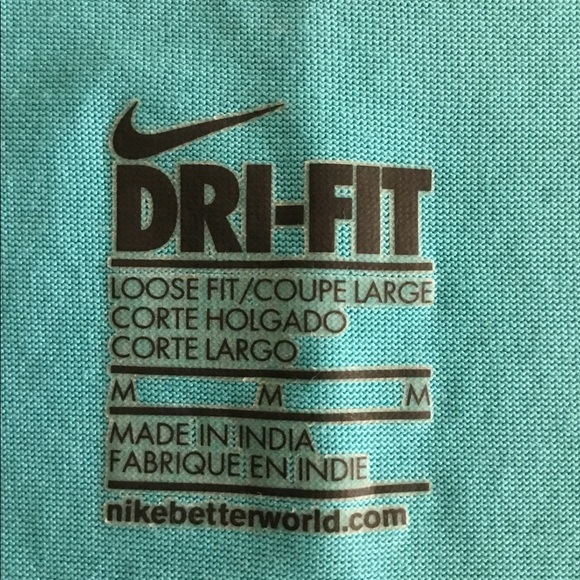 DRI-FIT
LOOSE FIT/COUPE LARGE
CORTE HOLGADO
CORTE LARGO
M M M
MADE IN INDIA
FABRIQUE EN INDIE
nikebetterworld.com